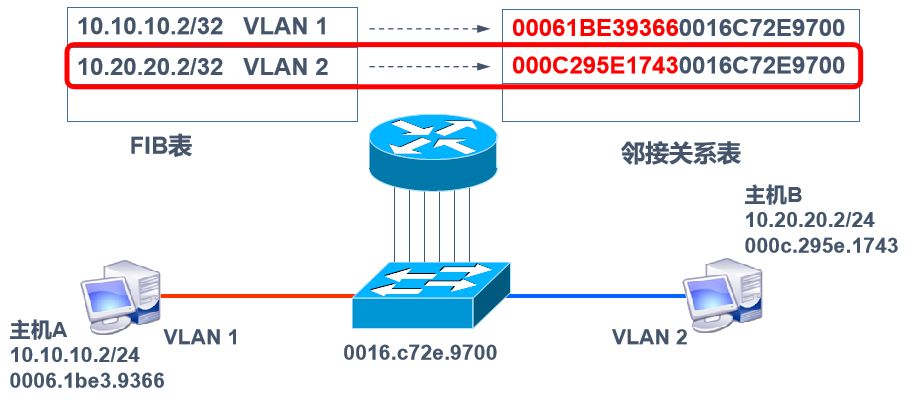 10.10.10.2/32 VLAN 1 00061BE393660016C72E9700
10.20.20.2/32 VLAN 2 000C295E17430016C72E9700
FIB表
邻接关系表
主机B
10.20.20.2/24
000c.295e.1743
主机A
10.10.10.2/24
0006.1be3.9366
VLAN 1
0016.c72e.9700
VLAN 2